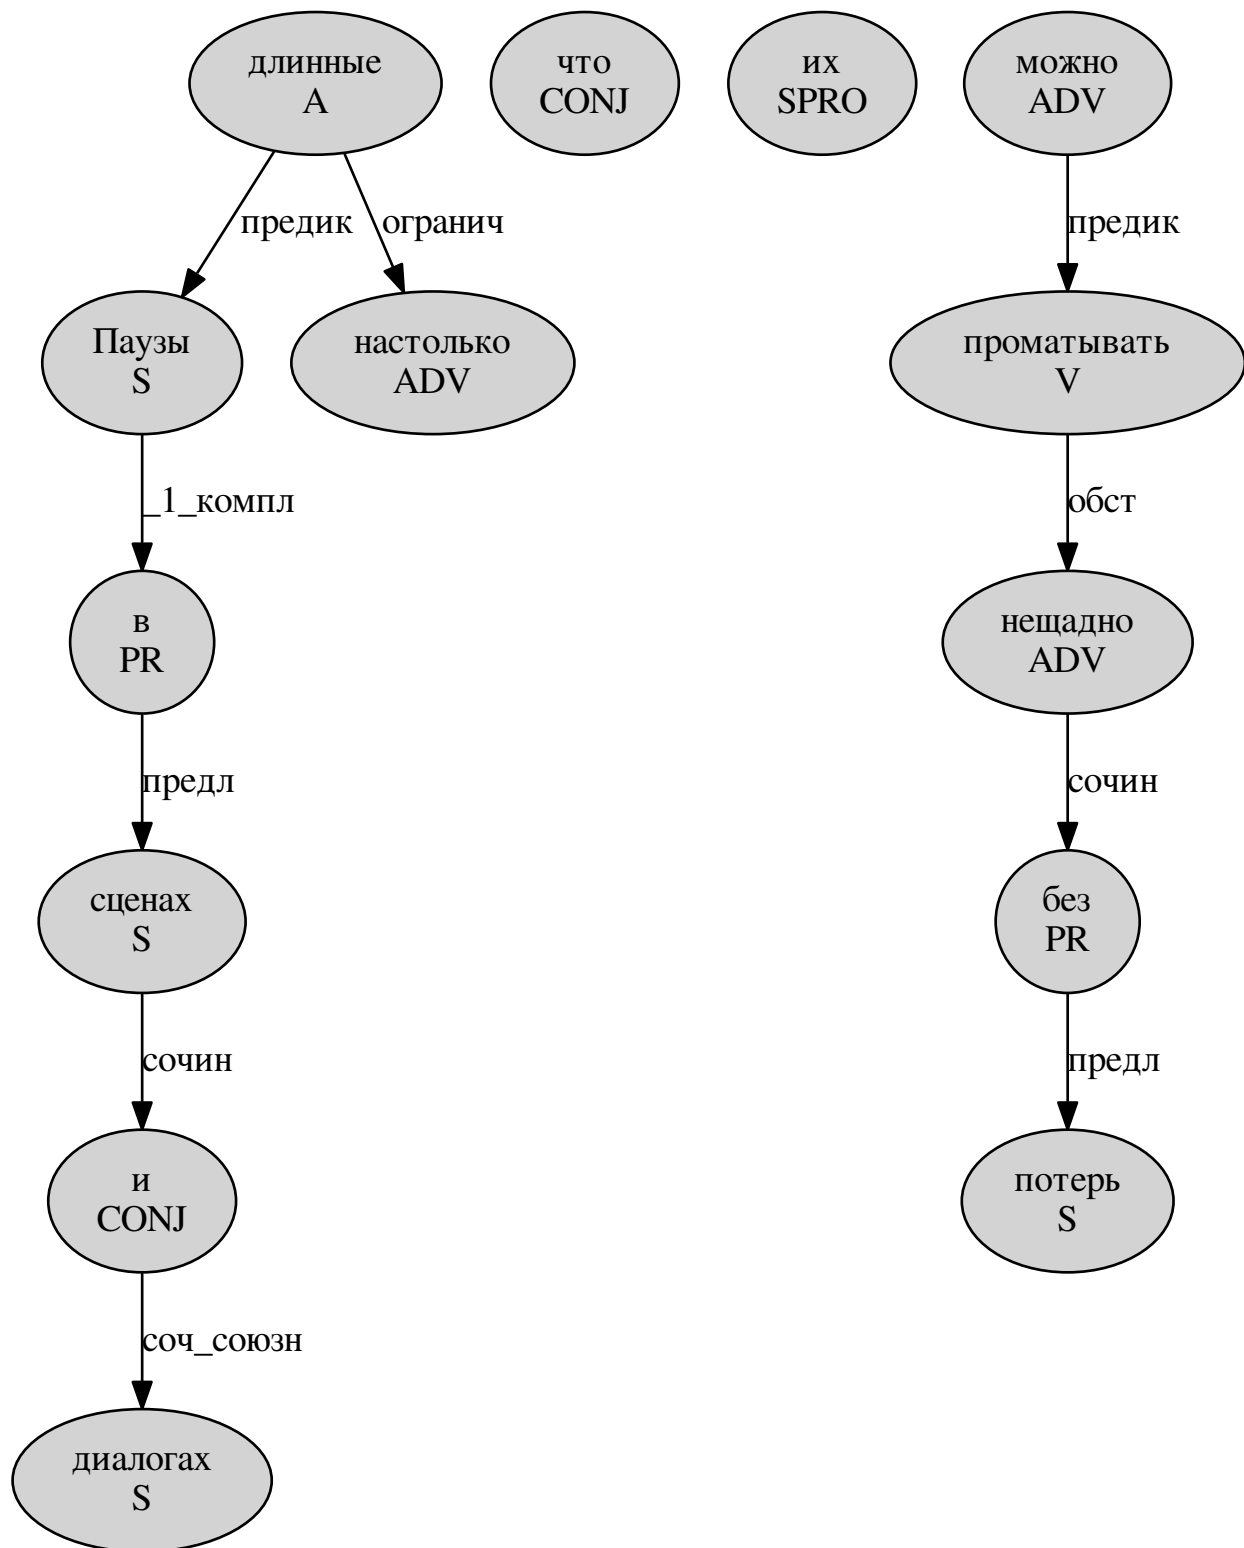 длинные
A
что
CONJ
их
SPRO
можно
ADV
предик
огранич
предик
Паузы
S
настолько
ADV
проматывать
V
_1_компл
обст
в
PR
нещадно
ADV
предл
сочин
сценах
S
без
PR
сочин
предл
и
CONJ
потерь
S
соч_союзн
диалогах
S